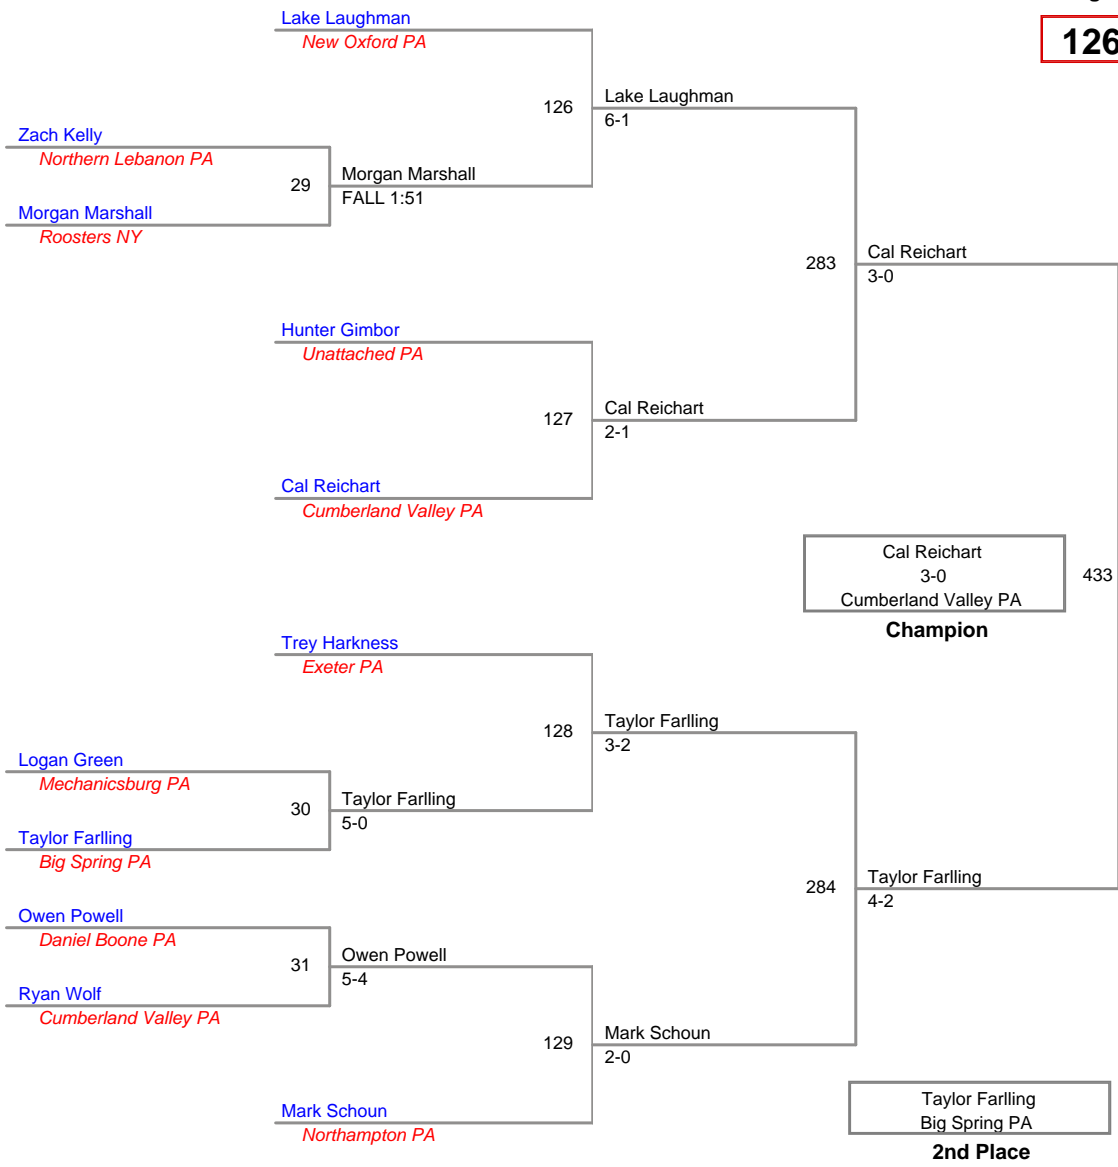 126
Lake Laughman
New Oxford PA
126
Lake Laughman
6-1
Zach Kelly
Northern Lebanon PA
29
Morgan Marshall
FALL 1:51
Morgan Marshall
Roosters NY
283
Cal Reichart
3-0
Hunter Gimbor
Unattached PA
127
Cal Reichart
2-1
Cal Reichart
Cumberland Valley PA
Cal Reichart
3-0
Cumberland Valley PA
433
Champion
Trey Harkness
Exeter PA
128
Taylor Farlling
3-2
Logan Green
Mechanicsburg PA
30
Taylor Farlling
5-0
Taylor Farlling
Big Spring PA
284
Taylor Farlling
4-2
Owen Powell
Daniel Boone PA
31
Owen Powell
5-4
Ryan Wolf
Cumberland Valley PA
129
Mark Schoun
2-0
Mark Schoun
Northampton PA
Taylor Farlling
Big Spring PA
2nd Place